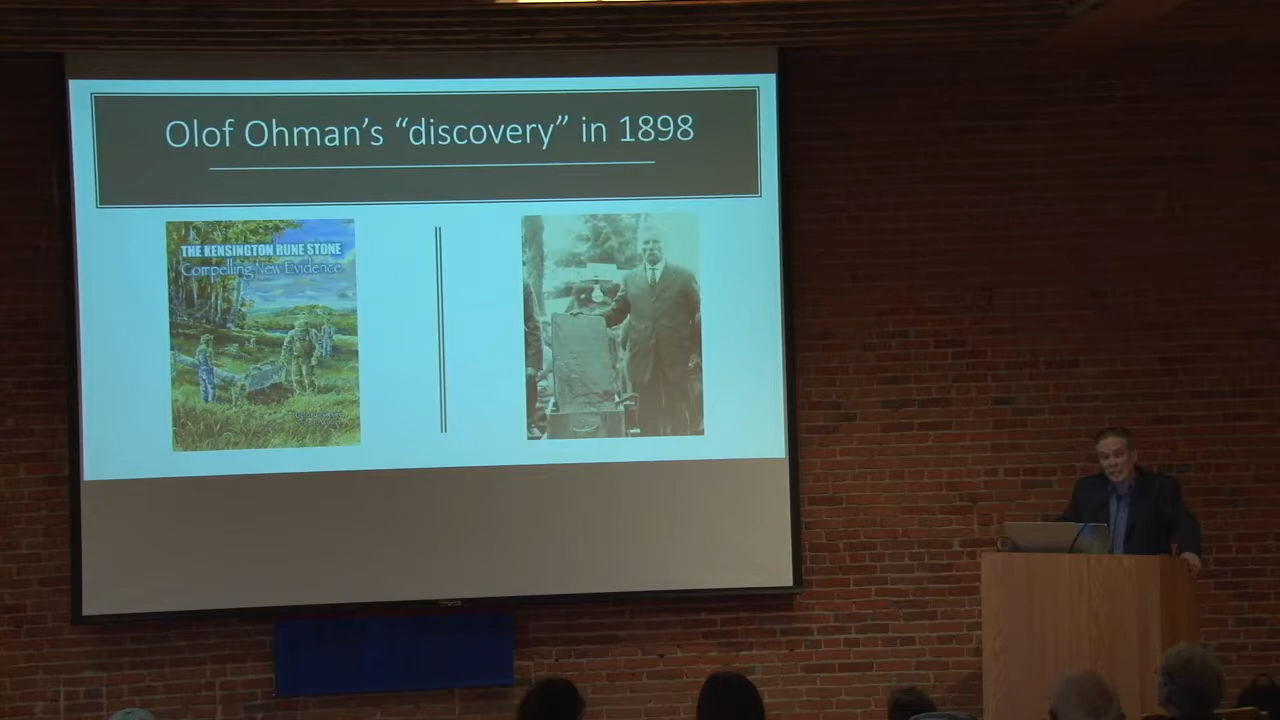 Olof Ohman’s “discovery” in 1898
THE KENSINGTON RUNE STONE
Compelling New Evidence